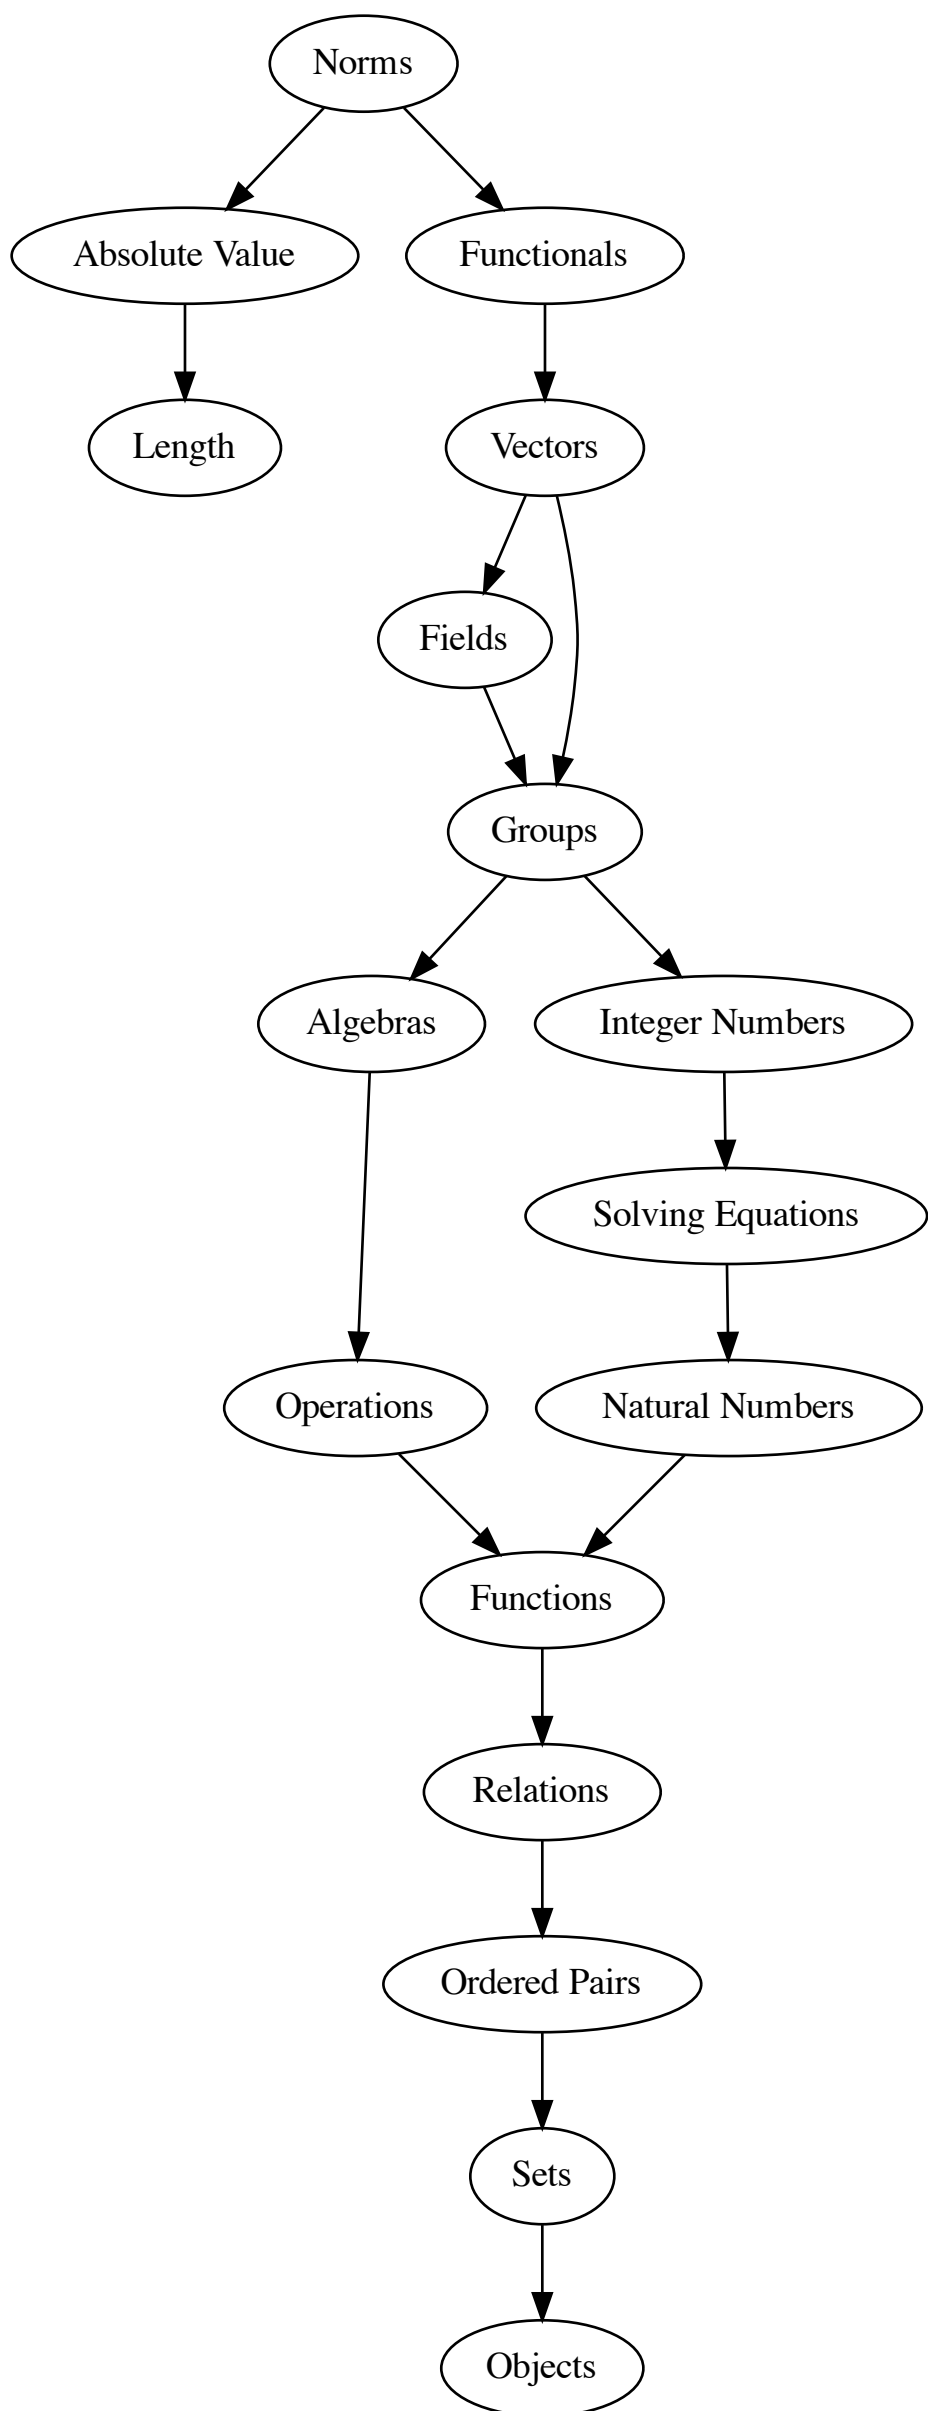 Norms
Absolute Value
Functionals
Length
Vectors
Fields
Groups
Algebras
Integer Numbers
Solving Equations
Operations
Natural Numbers
Functions
Relations
Ordered Pairs
Sets
Objects